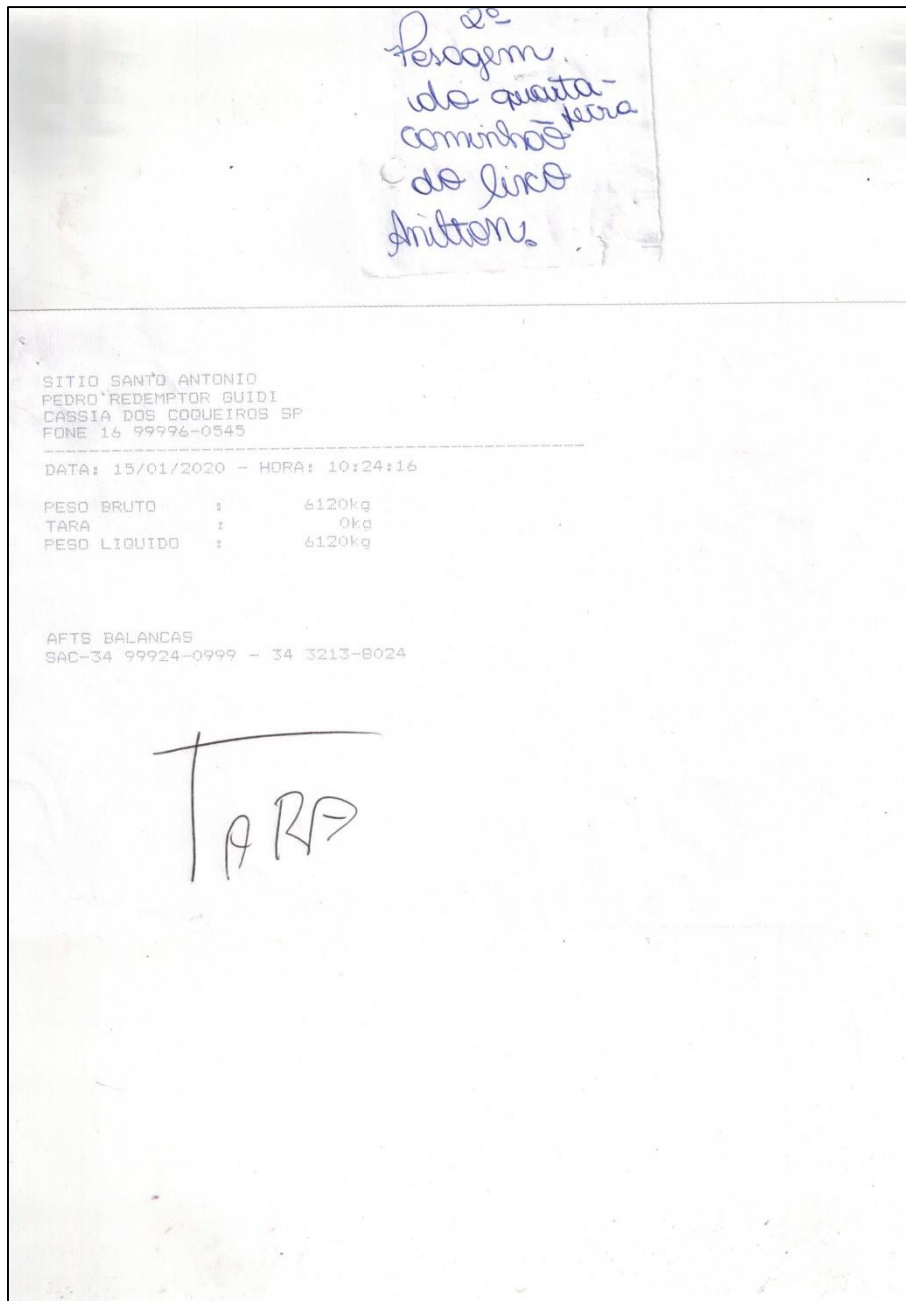 2º
Pesagem
do quarta-
feira
caminhão
do lixo
Anilton.
SITIO SANTO ANTONIO
PEDRO REDEMPTOR GUIDI
CASSIA DOS COQUEIROS SP
FONE 16 99996-0545
DATA: 15/01/2020 - HORA: 10:24:16
PESO BRUTO : 6120kg
TARA : 0kg
PESO LIQUIDO : 6120kg
AFTS BALANCAS
SAC-34 99924-0999 - 34 3213-8024
TARA